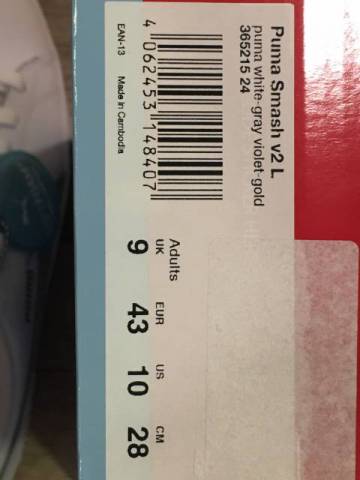 Puma Smash v2 L
puma white-gray violet-gold
365215 24
4 062453 148407
EAN-13 Made in Cambodia
Adults
UK EUR US CM
9 43 10 28